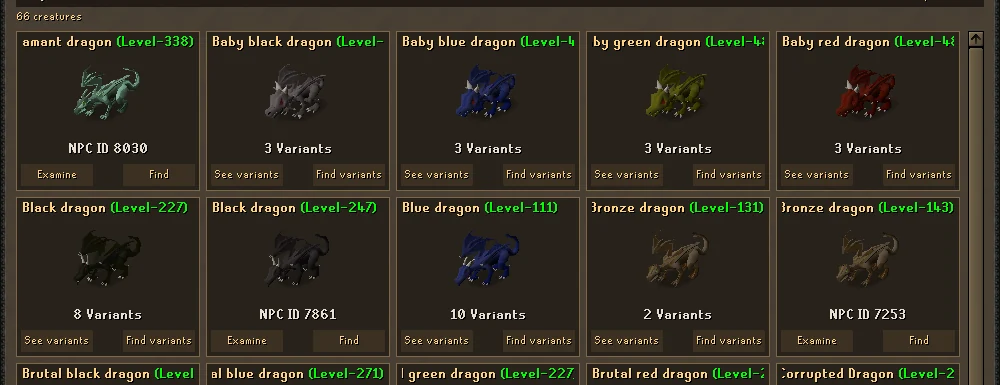 66 creatures
amant dragon (Level-338)
Baby black dragon (Level-
Baby blue dragon (Level-4
by green dragon (Level-48
Baby red dragon (Level-48
NPC ID 8030
3 Variants
3 Variants
3 Variants
3 Variants
Examine Find
See variants Find variants
See variants Find variants
See variants Find variants
See variants Find variants
Black dragon (Level-227)
Black dragon (Level-247)
Blue dragon (Level-111)
Bronze dragon (Level-131)
Bronze dragon (Level-143)
8 Variants
NPC ID 7861
10 Variants
2 Variants
NPC ID 7253
See variants Find variants
Examine Find
See variants Find variants
See variants Find variants
Examine Find
Brutal black dragon (Level
al blue dragon (Level-271)
l green dragon (Level-227
Brutal red dragon (Level-2
Corrupted Dragon (Level-2